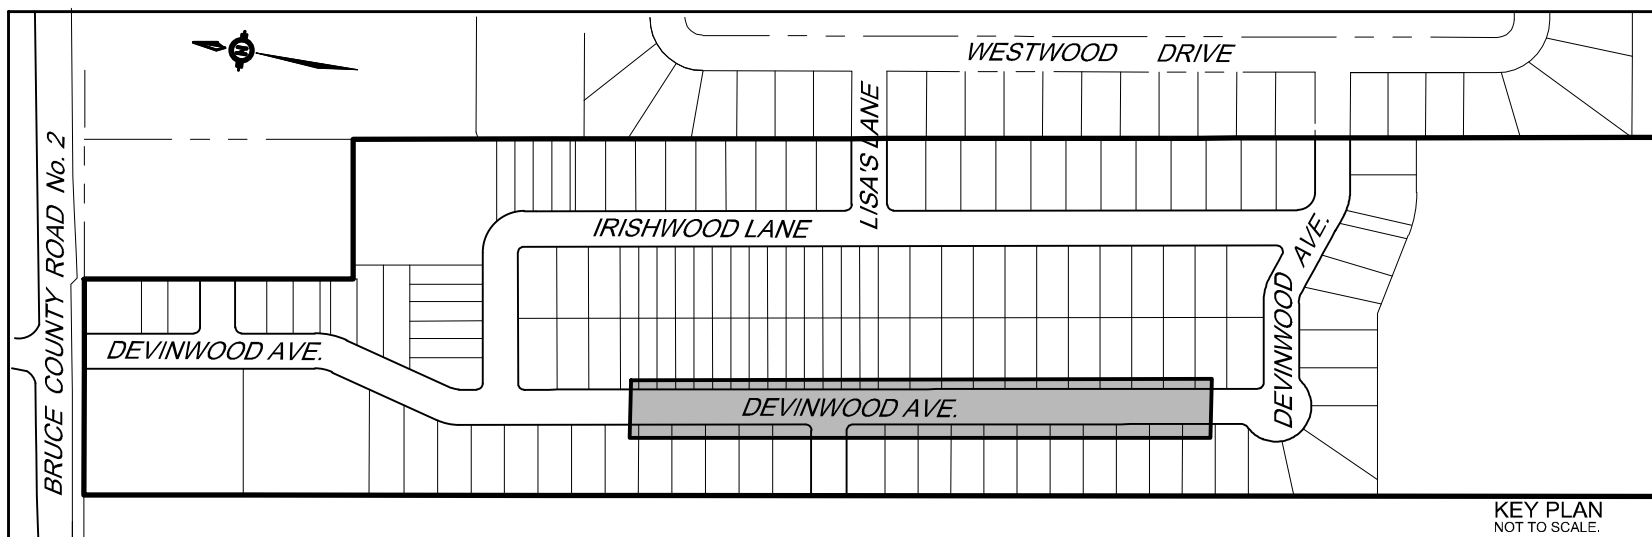 WESTWOOD DRIVE
N
LISA'S LANE
BRUCE COUNTY ROAD No. 2
IRISHWOOD LANE
DEVINWOOD AVE.
DEVINWOOD AVE.
DEVINWOOD AVE.
KEY PLAN
NOT TO SCALE.